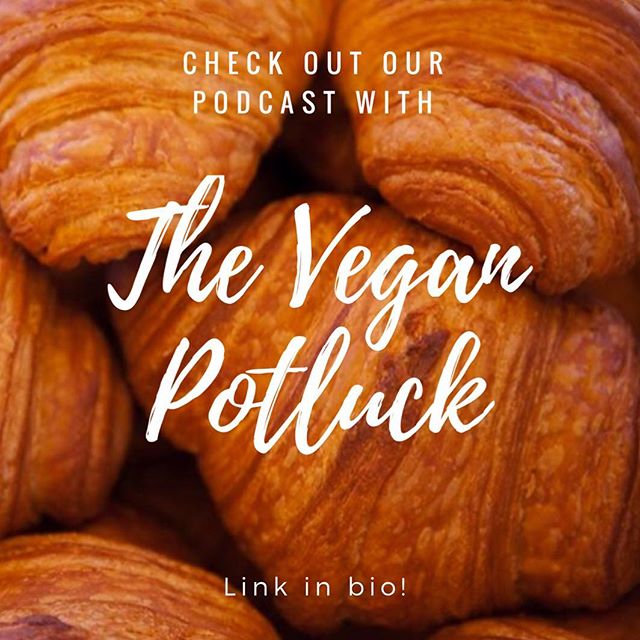 CHECK OUT OUR
PODCAST WITH
The Vegan
Potluck
Link in bio!